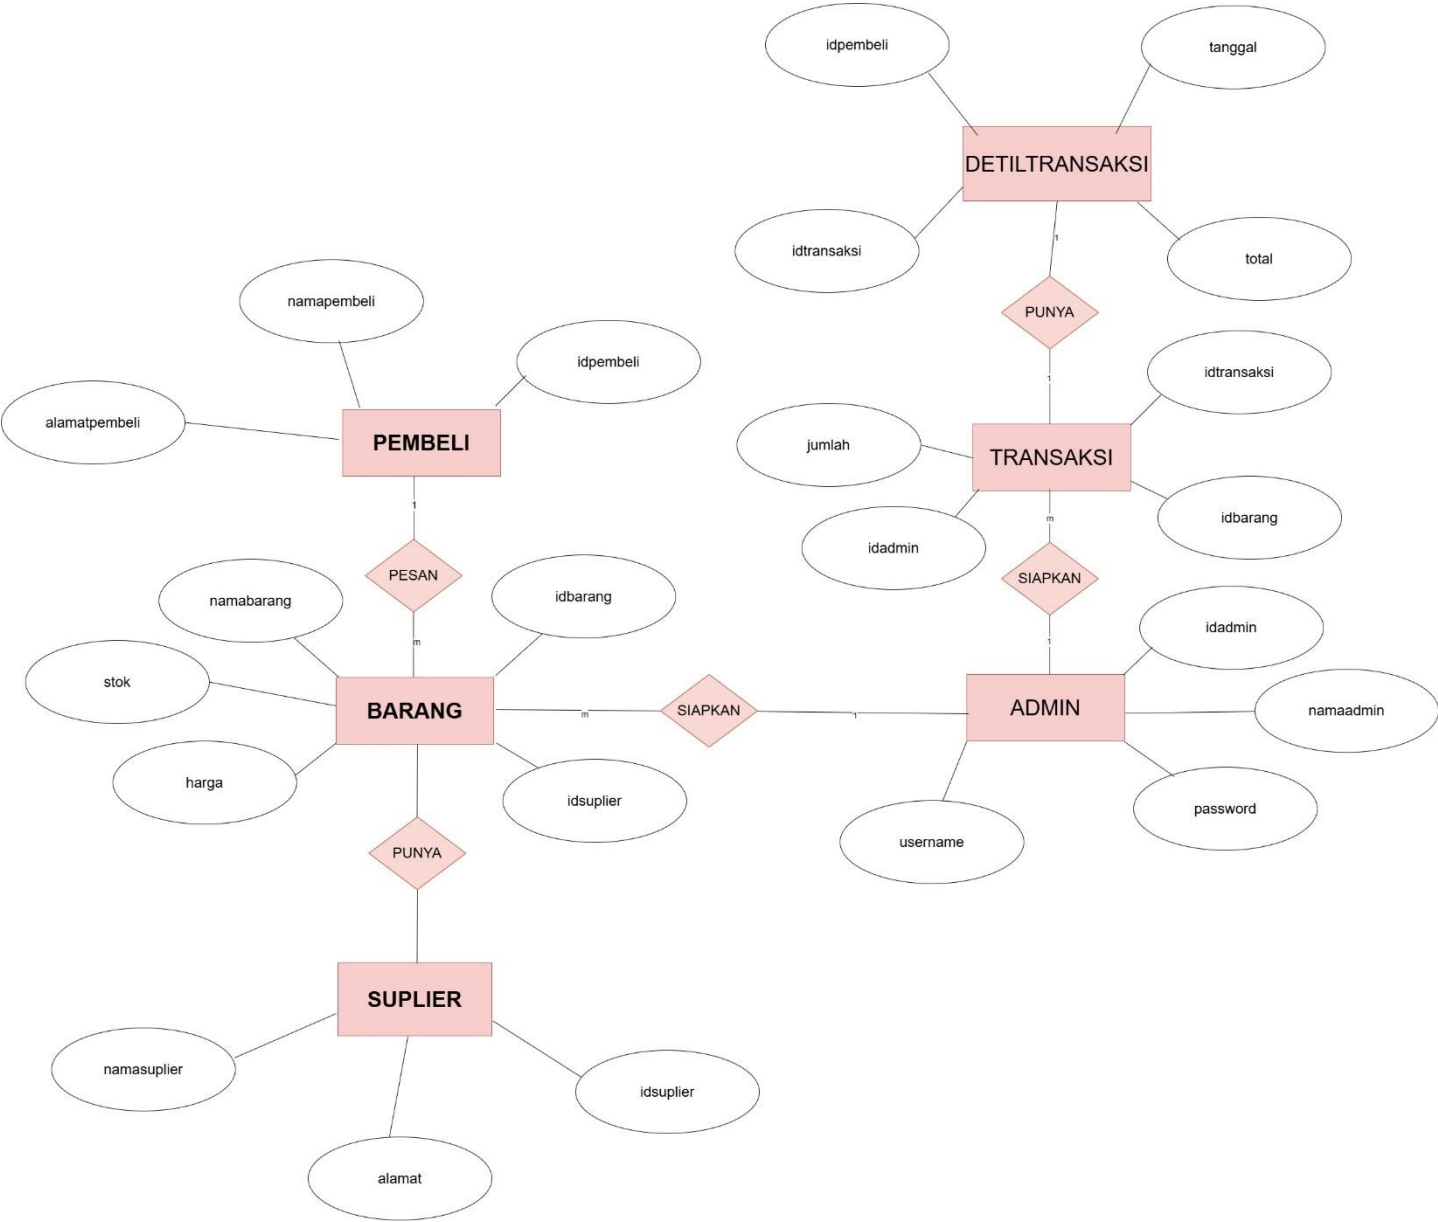 idpembeli
tanggal
DETILTRANSAKSI
idtransaksi
total
1
PUNYA
1
namapembeli
idpembeli
alamatpembeli
PEMBELI
1
PESAN
m
idtransaksi
jumlah
TRANSAKSI
idbarang
idadmin
m
SIAPKAN
1
namabarang
idbarang
stok
BARANG
harga
idsuplier
m
SIAPKAN
1
idadmin
ADMIN
namaadmin
password
username
PUNYA
SUPLIER
namasuplier
idsuplier
alamat